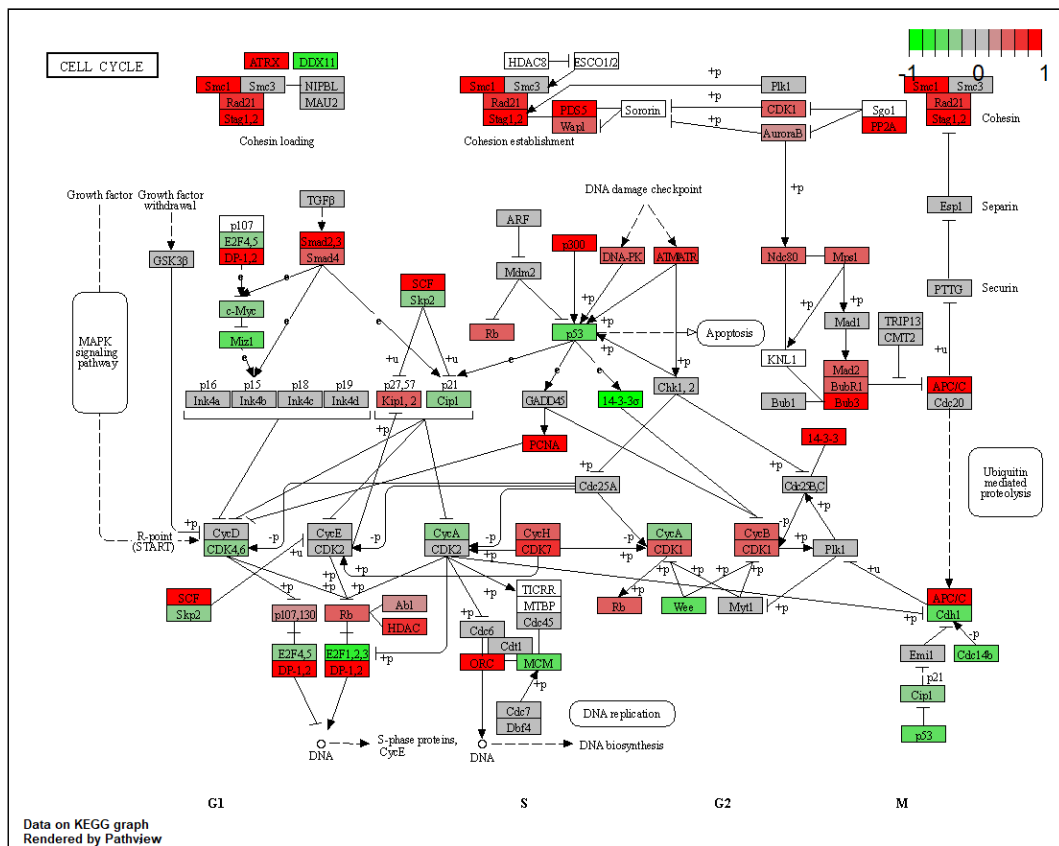 CELL CYCLE
ATRX DDX11
Smc1 Smc3 NIPBL
Rad21 MAU2
Stag1,2
Cohesin loading
HDAC8 ESCO1/2
+p
Smc1 Smc3
Rad21
Stag1,2
PDS5
Wapl
Sororin
Cohesion establishment
Plk1
+p
CDK1
+p
AuroraB
Sgo1
PP2A
Smc1 Smc3
Rad21
Stag1,2
Cohesin
-1 0 1
Growth factor
Growth factor
withdrawal
TGFβ
p107
E2F4,5
DP-1,2
GSK3β
Smad2,3
Smad4
e
e
c-Myc
Miz1
e
e
SCF
Skp2
+u
+u
MAPK
signaling
pathway
DNA damage checkpoint
ARF
p300
DNA-PK
ATM/ATR
Mdm2
Rb
p53
+p
+p
+p
Apoptosis
e
e
e
+p
Esp1
Separin
Ndc80
Mps1
+p
+p
PTTG
Securin
Mad1
TRIP13
CMT2
KNL1
Mad2
BubR1
Bub3
Bub1
+u
APC/C
Cdc20
p16 p15 p18 p19
Ink4a Ink4b Ink4c Ink4d
p27,57
Kip1,2
p21
Cip1
GADD45
14-3-3σ
Chk1,2
PCNA
14-3-3
+p
+p
+p
Cdc25A
Cdc25B,C
Ubiquitin
mediated
proteolysis
R-point
(START)
+p
CycD
CDK4,6
-p
+u
CycE
CDK2
-p
CycA
CDK2
-p
+p
CycH
CDK7
+p
CycA
CDK1
CycB
CDK1
-p
+p
+p
Plk1
+u
+p
+p
+p
SCF
Skp2
+p
p107,130
+p
Rb
Abl
HDAC
+p
E2F4,5
DP-1,2
E2F1,2,3
DP-1,2
+p
TICRR
MTBP
Cdc45
Cdc6
Cdt1
ORC
MCM
+p
Cdc7
Dbf4
+p
Rb
Wee
+p
Myt1
+p
+p
APC/C
Cdh1
-p
Emi1
Cdc14b
p21
Cip1
p53
DNA replication
DNA
S-phase proteins,
CycE
DNA
DNA biosynthesis
G1 S G2 M
Data on KEGG graph
Rendered by Pathview